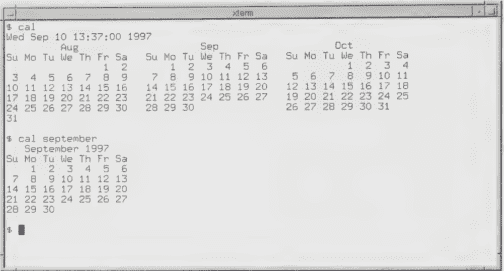 xterm
$ cal
Wed Sep 10 13:37:00 1997
Aug Sep Oct
Su Mo Tu We Th Fr Sa Su Mo Tu We Th Fr Sa Su Mo Tu We Th Fr Sa
1 2 1 2 3 4 5 6 1 2 3 4
3 4 5 6 7 8 9 7 8 9 10 11 12 13 5 6 7 8 9 10 11
10 11 12 13 14 15 16 14 15 16 17 18 19 20 12 13 14 15 16 17 18
17 18 19 20 21 22 23 21 22 23 24 25 26 27 19 20 21 22 23 24 25
24 25 26 27 28 29 30 28 29 30 26 27 28 29 30 31
31
$ cal september
September 1997
Su Mo Tu We Th Fr Sa
1 2 3 4 5 6
7 8 9 10 11 12 13
14 15 16 17 18 19 20
21 22 23 24 25 26 27
28 29 30
$